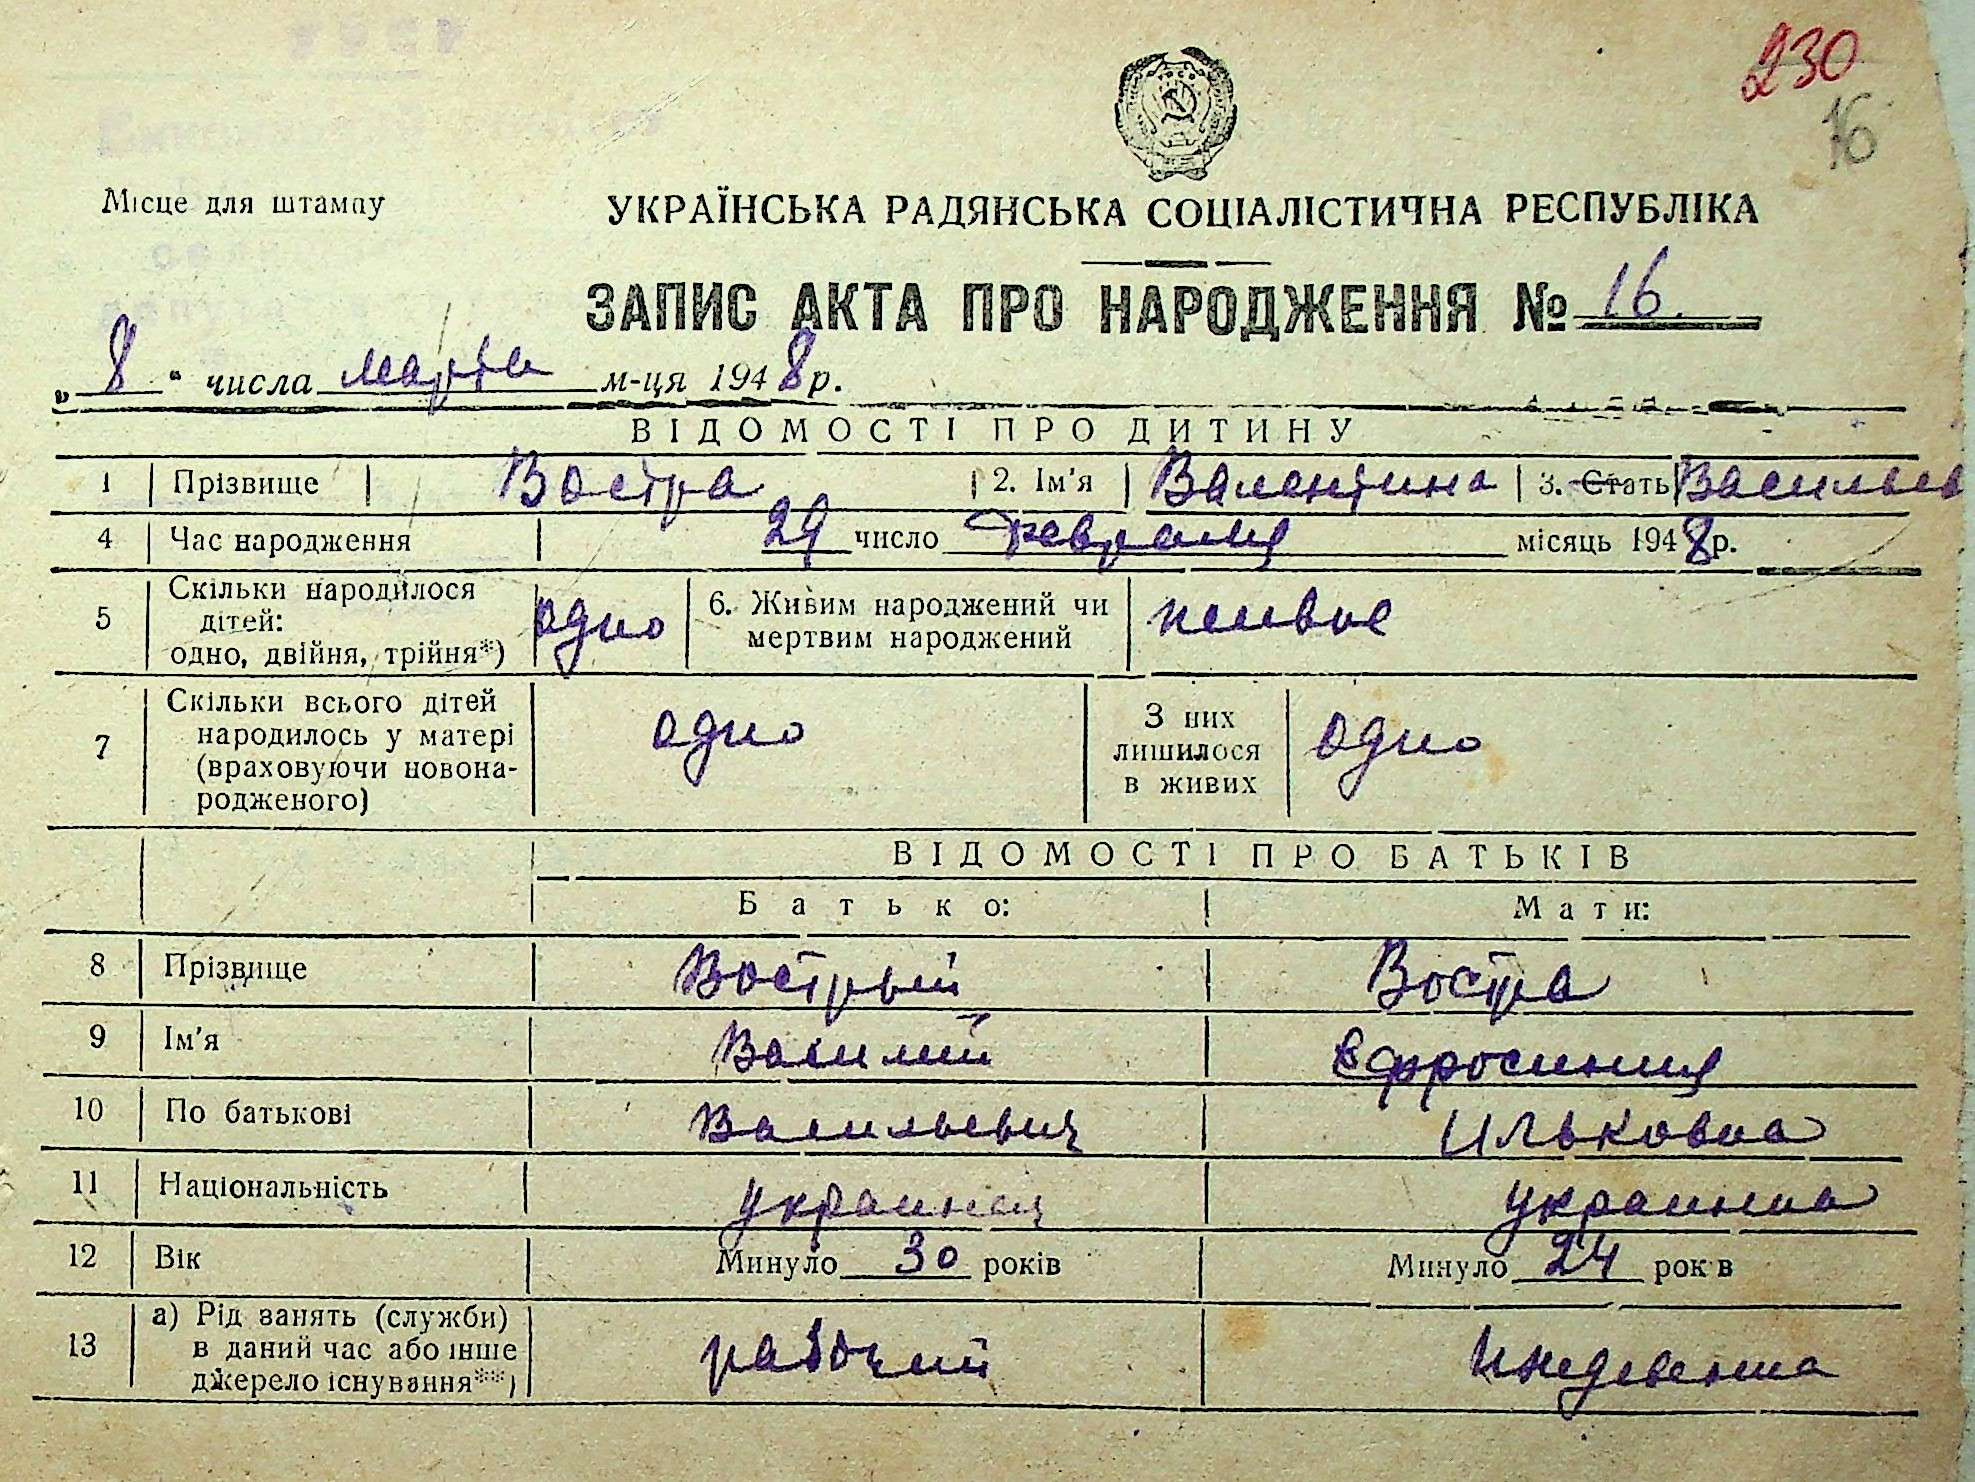 230
16
Місце для штампу
УКРАЇНСЬКА РАДЯНСЬКА СОЦІАЛІСТИЧНА РЕСПУБЛІКА
ЗАПИС АКТА ПРО НАРОДЖЕННЯ № 16.
„8" числа марта м-ця 1948р.
ВІДОМОСТІ ПРО ДИТИНУ
1 Прізвище Востра 2. Ім'я Валентина 3. Стать Васильев
4 Час народження 29 число февраля місяць 1948р.
5 Скільки народилося дітей: одно, двійня, трійня*) одно 6. Живим народжений чи мертвим народжений живое
7 Скільки всього дітей народилось у матері (враховуючи новонародженого) одно З них лишилося в живих одно
ВІДОМОСТІ ПРО БАТЬКІВ
Батько: Мати:
8 Прізвище Вострый Востра
9 Ім'я Василий Ефросиния
10 По батькові Васильевич Ильковна
11 Національність украинец украинка
12 Вік Минуло 30 років Минуло 24 рок в
13 а) Рід занять (служби) в даний час або інше джерело існування**) рабочий иждевенка